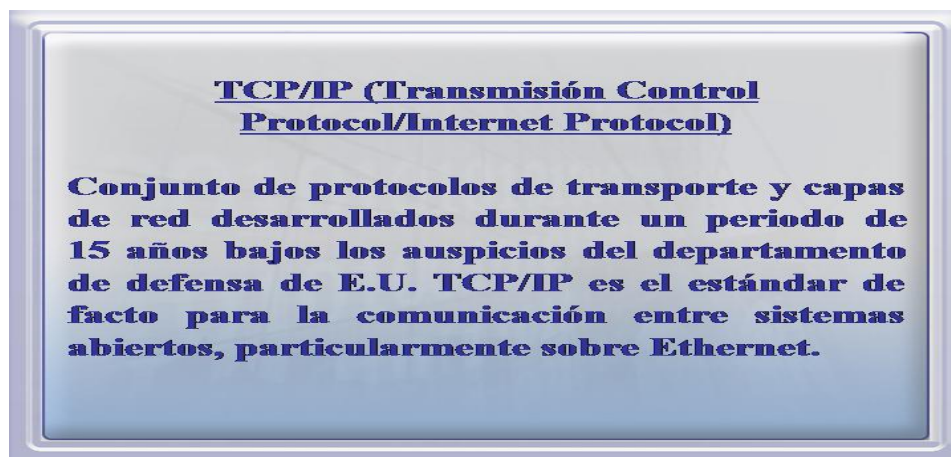 TCP/IP (Transmisión Control
Protocol/Internet Protocol)
Conjunto de protocolos de transporte y capas
de red desarrollados durante un periodo de
15 años bajos los auspicios del departamento
de defensa de E.U. TCP/IP es el estándar de
facto para la comunicación entre sistemas
abiertos, particularmente sobre Ethernet.